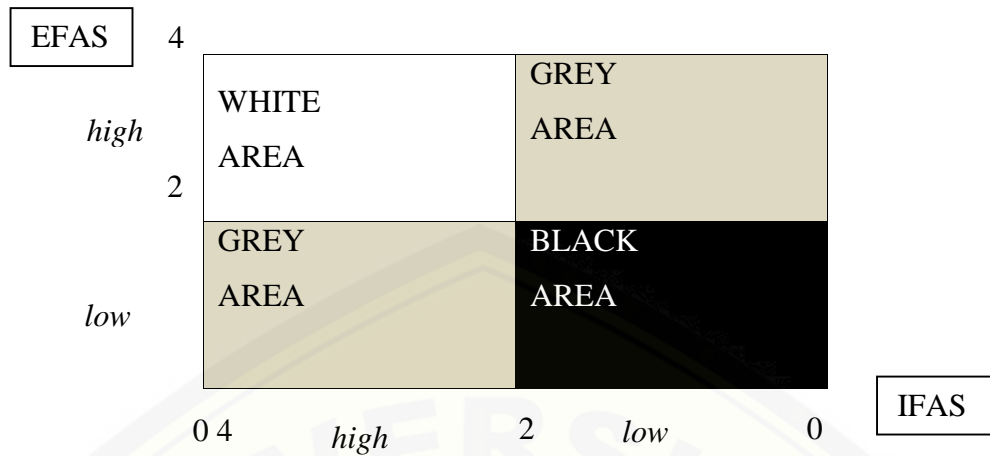 EFAS 4
WHITE
AREA
GREY
AREA
high
2
GREY
AREA
BLACK
AREA
low
IFAS
0 4 high 2 low 0